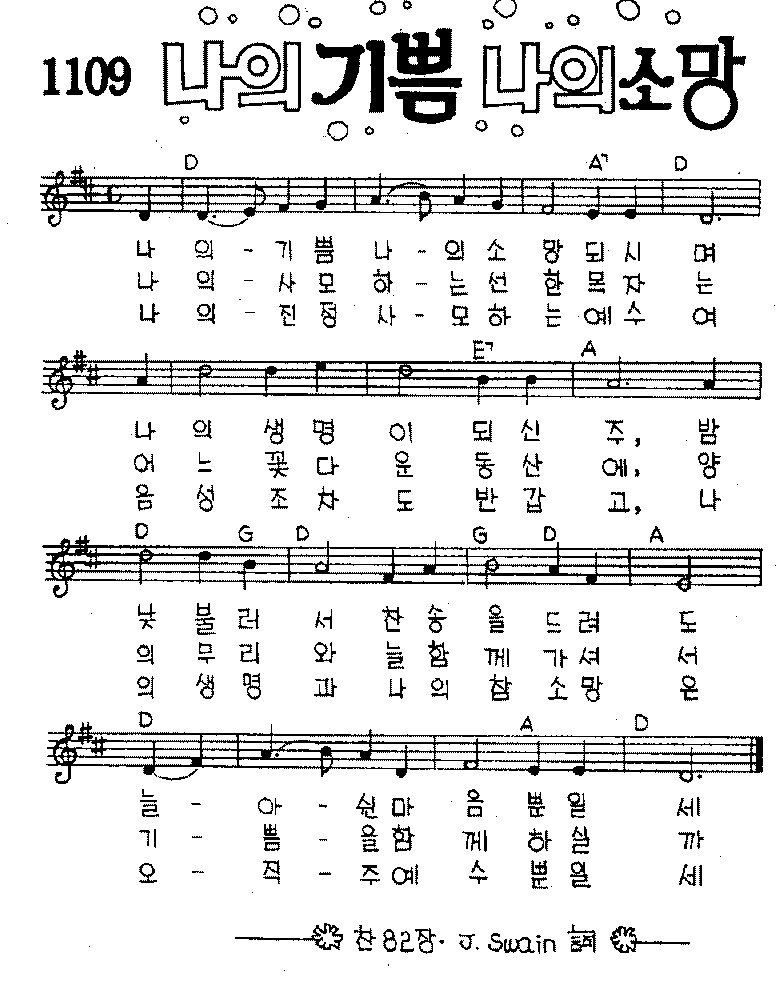 1109 나의 기쁨 나의 소망
D A7 D
나 의 - 기 쁨 나 - 의 소 망 되 시 며
나 의 - 사 모 하 - 는 선 한 목 자 는
나 의 - 진 정 사 - 모 하 는 예 수 여
E7 A
나 의 생 명 이 되 신 주, 밤
어 느 꽃 다 운 동 산 에, 양
음 성 조 차 도 반 갑 고, 나
D G D G D A
낮 불 러 서 찬 송 을 드 려 도
의 무 리 와 늘 함 께 가 셔 서
의 생 명 과 나 의 참 소 망 은
D A D
늘 - 아 - 쉰 마 음 뿐 일 세
기 - 쁨 - 을 함 께 하 실 까
오 - 직 - 주 예 수 뿐 일 세
찬 82장· J. Swain 詞